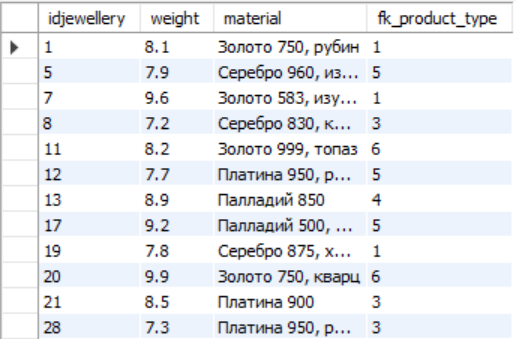 idjewellery weight material fk_product_type
1 8.1 Золото 750, рубин 1
5 7.9 Серебро 960, из... 5
7 9.6 Золото 583, изу... 1
8 7.2 Серебро 830, к... 3
11 8.2 Золото 999, топаз 6
12 7.7 Платина 950, р... 5
13 8.9 Палладий 850 4
17 9.2 Палладий 500, ... 5
19 7.8 Серебро 875, х... 1
20 9.9 Золото 750, кварц 6
21 8.5 Платина 900 3
28 7.3 Платина 950, р... 3